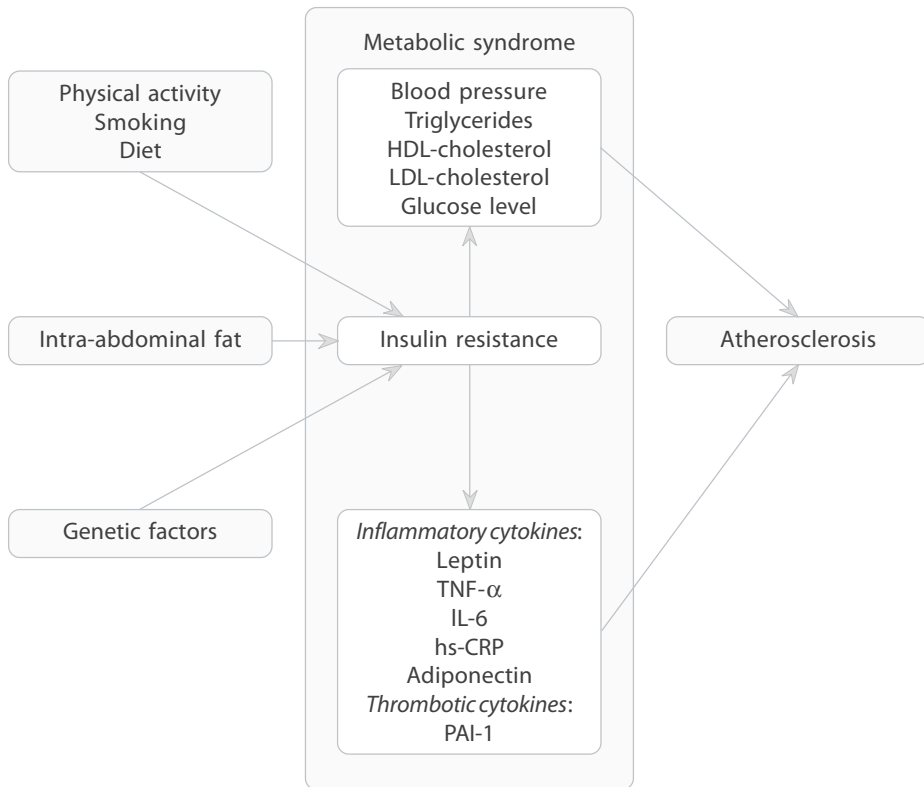 Metabolic syndrome
Physical activity
Smoking
Diet
Blood pressure
Triglycerides
HDL-cholesterol
LDL-cholesterol
Glucose level
Intra-abdominal fat
Insulin resistance
Atherosclerosis
Genetic factors
Inflammatory cytokines:
Leptin
TNF-α
IL-6
hs-CRP
Adiponectin
Thrombotic cytokines:
PAI-1